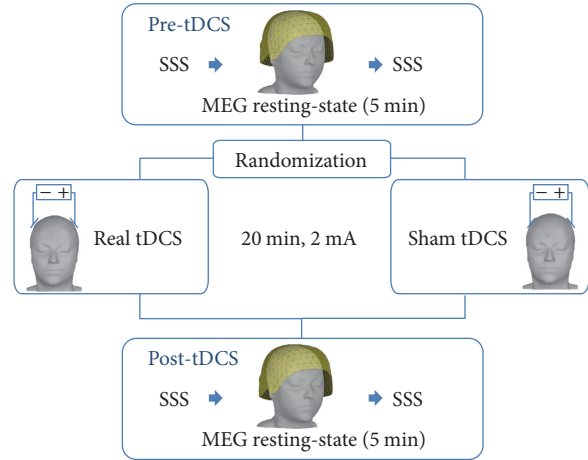 Pre-tDCS
SSS SSS
MEG resting-state (5 min)
Randomization
− + − +
Real tDCS 20 min, 2 mA Sham tDCS
Post-tDCS
SSS SSS
MEG resting-state (5 min)